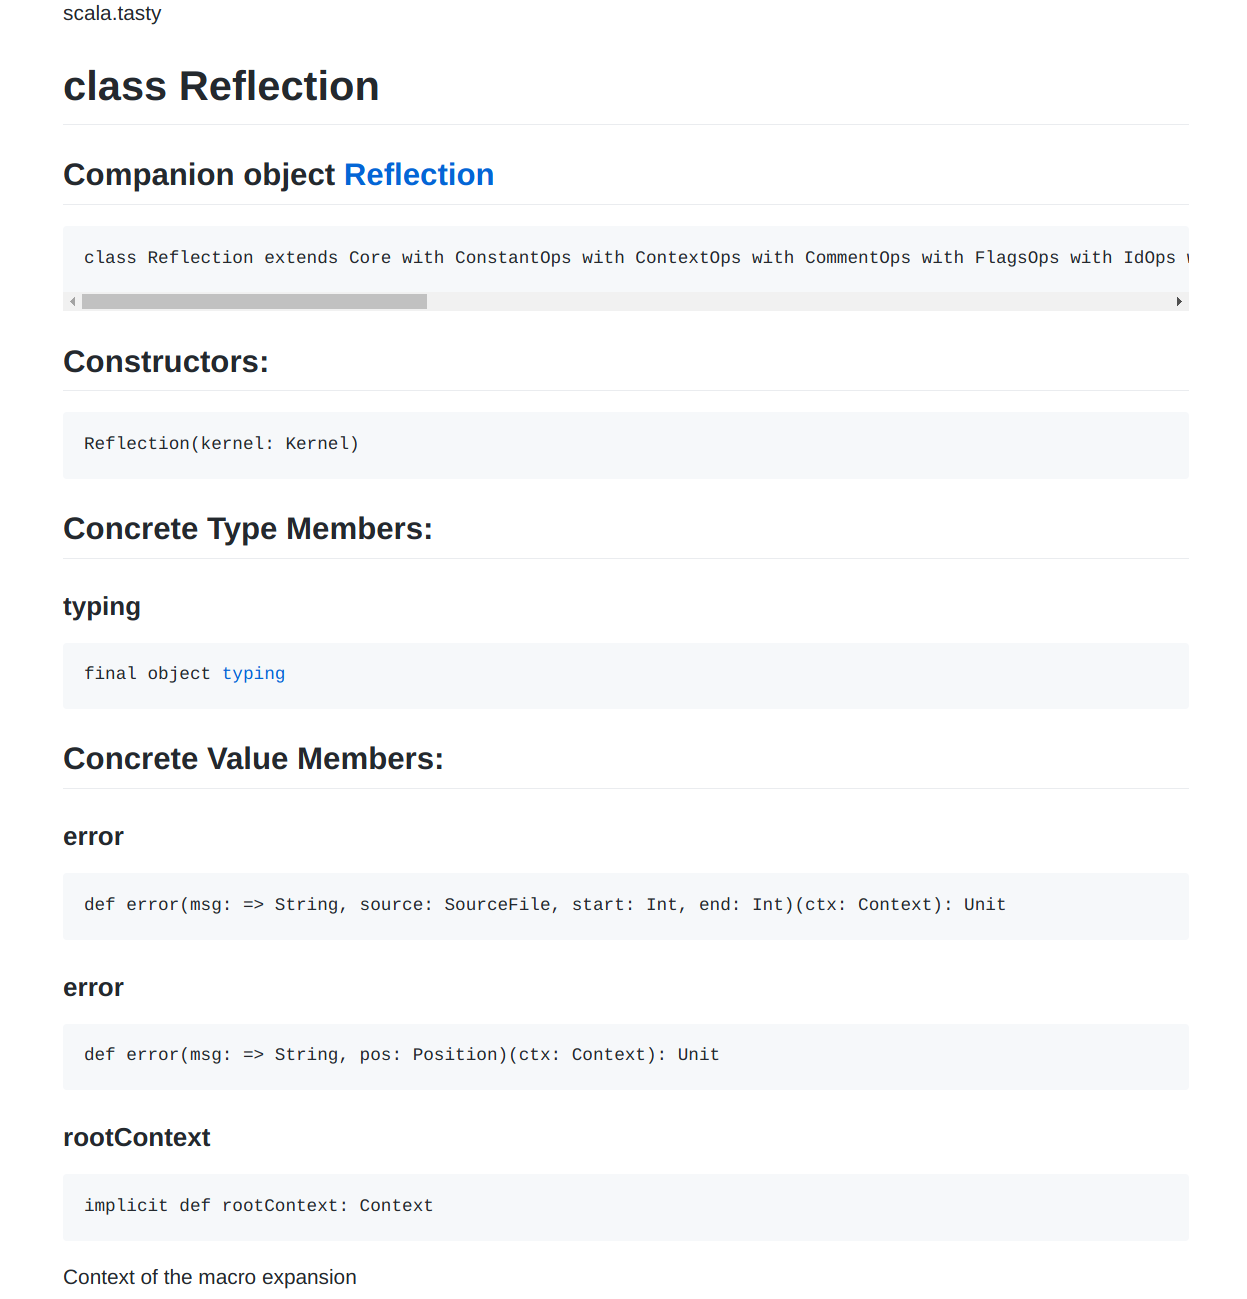 scala.tasty
class Reflection
Companion object Reflection
class Reflection extends Core with ConstantOps with ContextOps with CommentOps with FlagsOps with IdOps
Constructors:
Reflection(kernel: Kernel)
Concrete Type Members:
typing
final object typing
Concrete Value Members:
error
def error(msg: => String, source: SourceFile, start: Int, end: Int)(ctx: Context): Unit
error
def error(msg: => String, pos: Position)(ctx: Context): Unit
rootContext
implicit def rootContext: Context
Context of the macro expansion